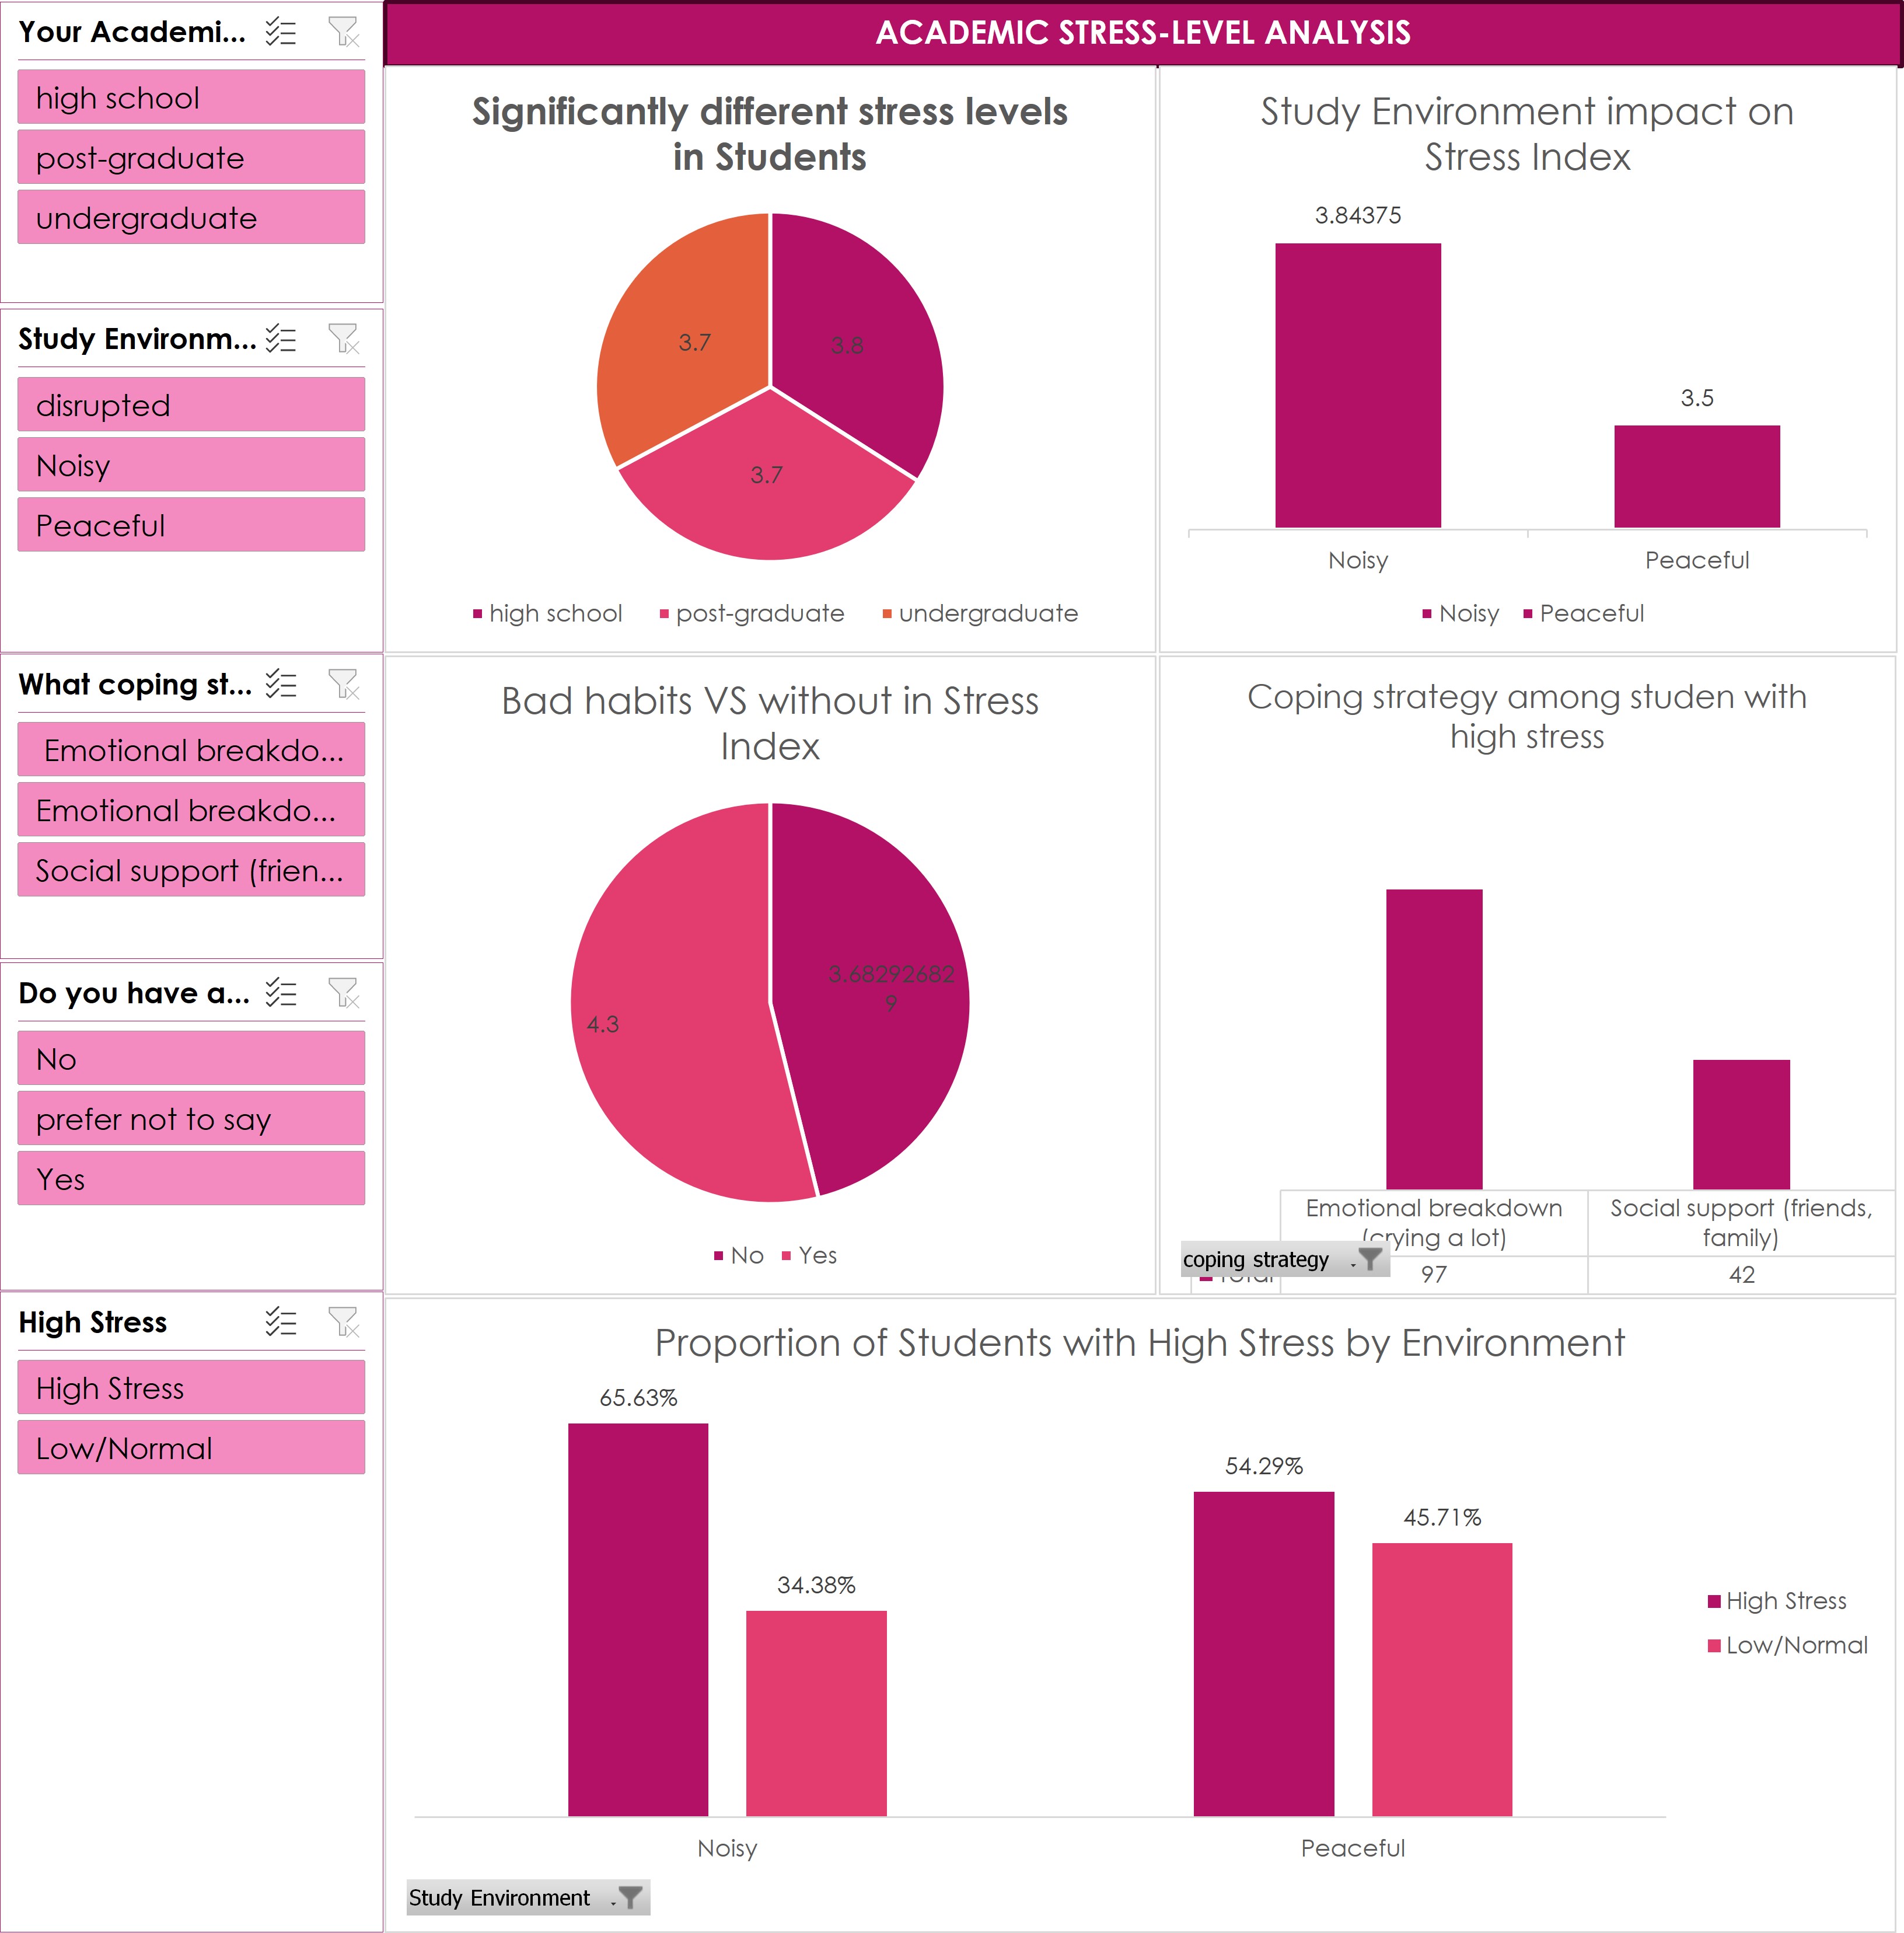 Your Academi...
high school
post-graduate
undergraduate
Study Environm...
disrupted
Noisy
Peaceful
What coping st...
Emotional breakdo...
Emotional breakdo...
Social support (frien...
Do you have a...
No
prefer not to say
Yes
High Stress
High Stress
Low/Normal
ACADEMIC STRESS-LEVEL ANALYSIS
Significantly different stress levels
in Students
3.7
3.8
3.7
high school post-graduate undergraduate
Study Environment impact on
Stress Index
3.84375
3.5
Noisy Peaceful
Noisy Peaceful
Bad habits VS without in Stress
Index
3.68292682
9
4.3
No Yes
Coping strategy among studen with
high stress
Emotional breakdown
(crying a lot)
Social support (friends,
family)
coping strategy
Total 97 42
Proportion of Students with High Stress by Environment
65.63%
34.38%
54.29%
45.71%
High Stress
Low/Normal
Noisy Peaceful
Study Environment